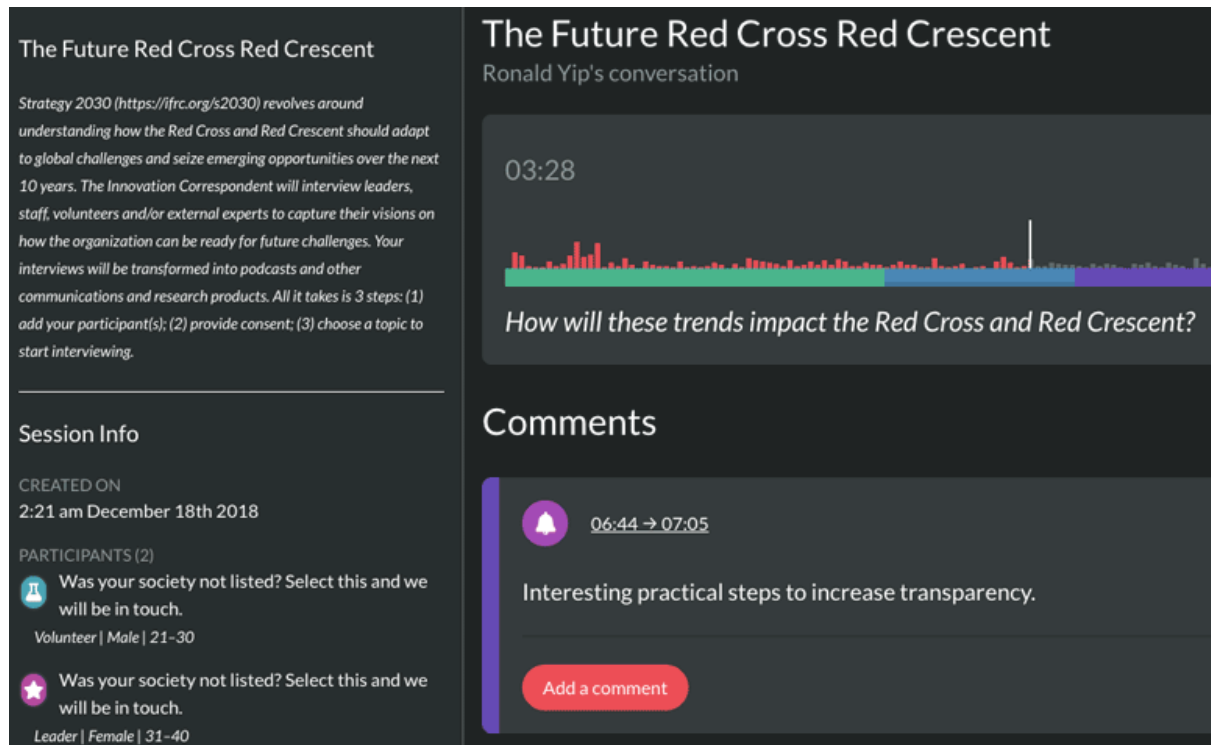 The Future Red Cross Red Crescent
Strategy 2030 (https://ifrc.org/s2030) revolves around
understanding how the Red Cross and Red Crescent should adapt
to global challenges and seize emerging opportunities over the next
10 years. The Innovation Correspondent will interview leaders,
staff, volunteers and/or external experts to capture their visions on
how the organization can be ready for future challenges. Your
interviews will be transformed into podcasts and other
communications and research products. All it takes is 3 steps: (1)
add your participant(s); (2) provide consent; (3) choose a topic to
start interviewing.
Session Info
CREATED ON
2:21 am December 18th 2018
PARTICIPANTS (2)
Was your society not listed? Select this and we
will be in touch.
Volunteer | Male | 21–30
Was your society not listed? Select this and we
will be in touch.
Leader | Female | 31–40
The Future Red Cross Red Crescent
Ronald Yip's conversation
03:28
How will these trends impact the Red Cross and Red Crescent?
Comments
06:44 → 07:05
Interesting practical steps to increase transparency.
Add a comment